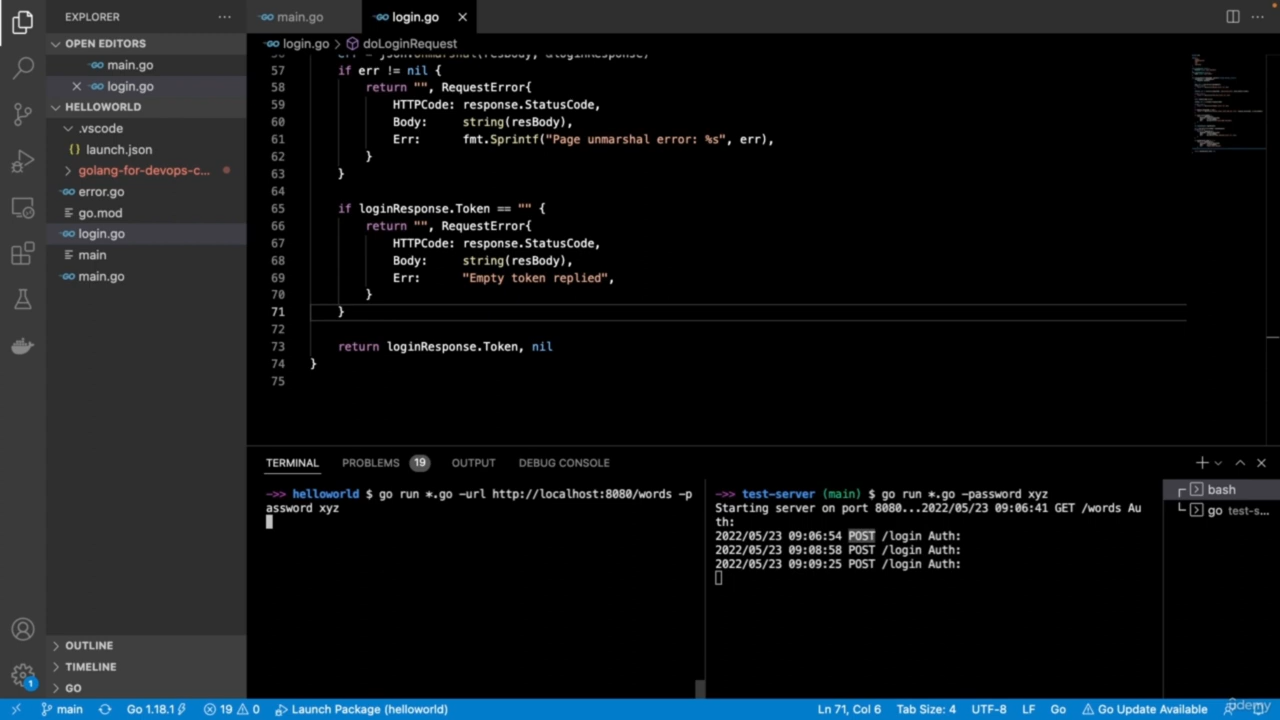 EXPLORER
OPEN EDITORS
main.go
login.go
HELLOWORLD
.vscode
{} launch.json
golang-for-devops-c...
error.go
go.mod
login.go
main
main.go
OUTLINE
TIMELINE
GO
main.go
login.go
login.go > doLoginRequest
57 if err != nil {
58 return "", RequestError{
59 HTTPCode: response.StatusCode,
60 Body: string(resBody),
61 Err: fmt.Sprintf("Page unmarshal error: %s", err),
62 }
63 }
64
65 if loginResponse.Token == "" {
66 return "", RequestError{
67 HTTPCode: response.StatusCode,
68 Body: string(resBody),
69 Err: "Empty token replied",
70 }
71 }
72
73 return loginResponse.Token, nil
74 }
75
TERMINAL PROBLEMS 19 OUTPUT DEBUG CONSOLE
->> helloworld $ go run *.go -url http://localhost:8080/words -p
assword xyz
->> test-server (main) $ go run *.go -password xyz
Starting server on port 8080...2022/05/23 09:06:41 GET /words Au
th:
2022/05/23 09:06:54 POST /login Auth:
2022/05/23 09:08:58 POST /login Auth:
2022/05/23 09:09:25 POST /login Auth:
bash
go test-s...
1
main Go 1.18.1 19 0 Launch Package (helloworld) Ln 71, Col 6 Tab Size: 4 UTF-8 LF Go Go Update Available
udemy